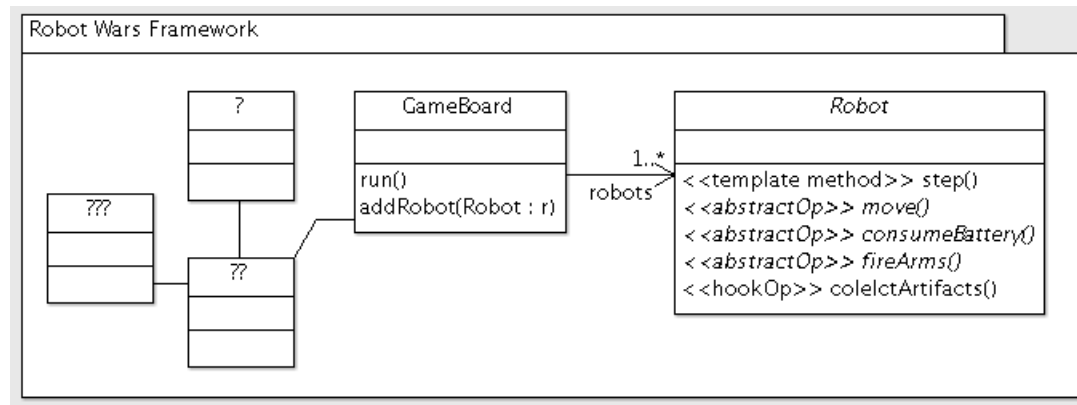 Robot Wars Framework
?
GameBoard
run()
addRobot(Robot : r)
1..*
robots
Robot
<<template method>> step()
<<abstractOp>> move()
<<abstractOp>> consumeBattery()
<<abstractOp>> fireArms()
<<hookOp>> colelctArtifacts()
???
??